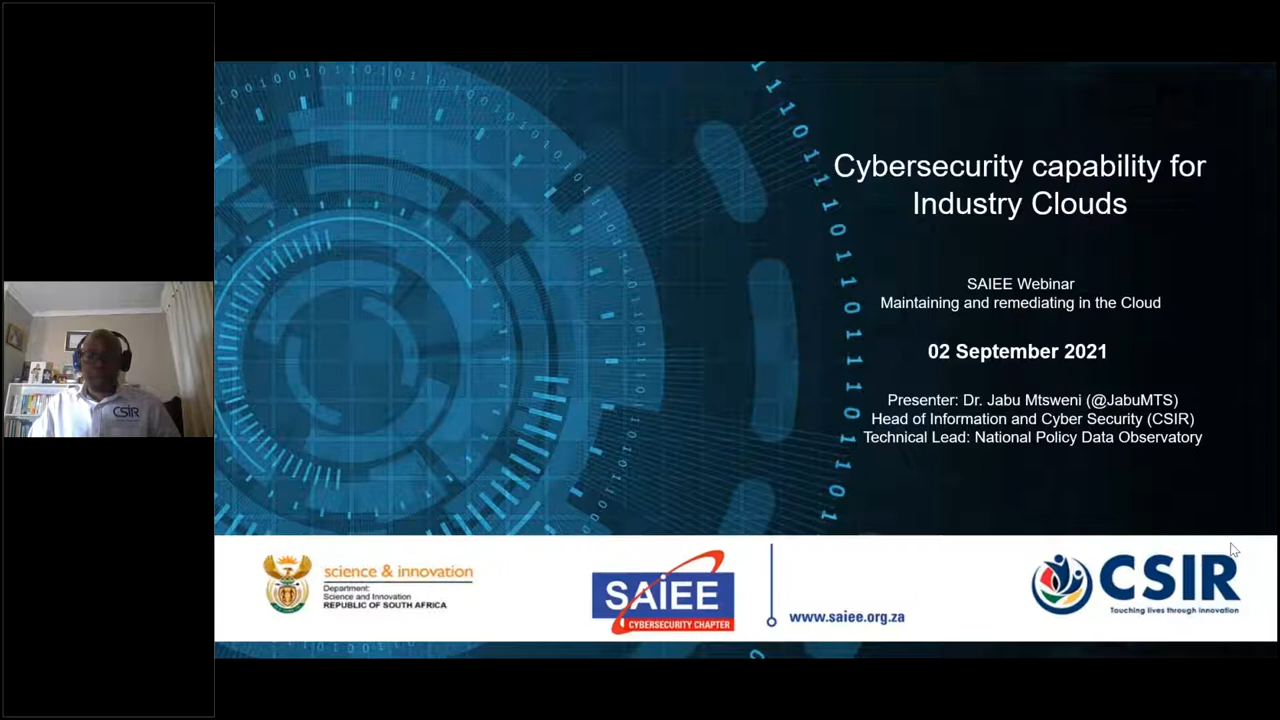 Cybersecurity capability for
Industry Clouds
SAIEE Webinar
Maintaining and remediating in the Cloud
02 September 2021
Presenter: Dr. Jabu Mtsweni (@JabuMTS)
Head of Information and Cyber Security (CSIR)
Technical Lead: National Policy Data Observatory
CSIR
science & innovation
Department:
Science and Innovation
REPUBLIC OF SOUTH AFRICA
SAiEE
CYBERSECURITY CHAPTER
www.saiee.org.za
CSIR
Touching lives through innovation